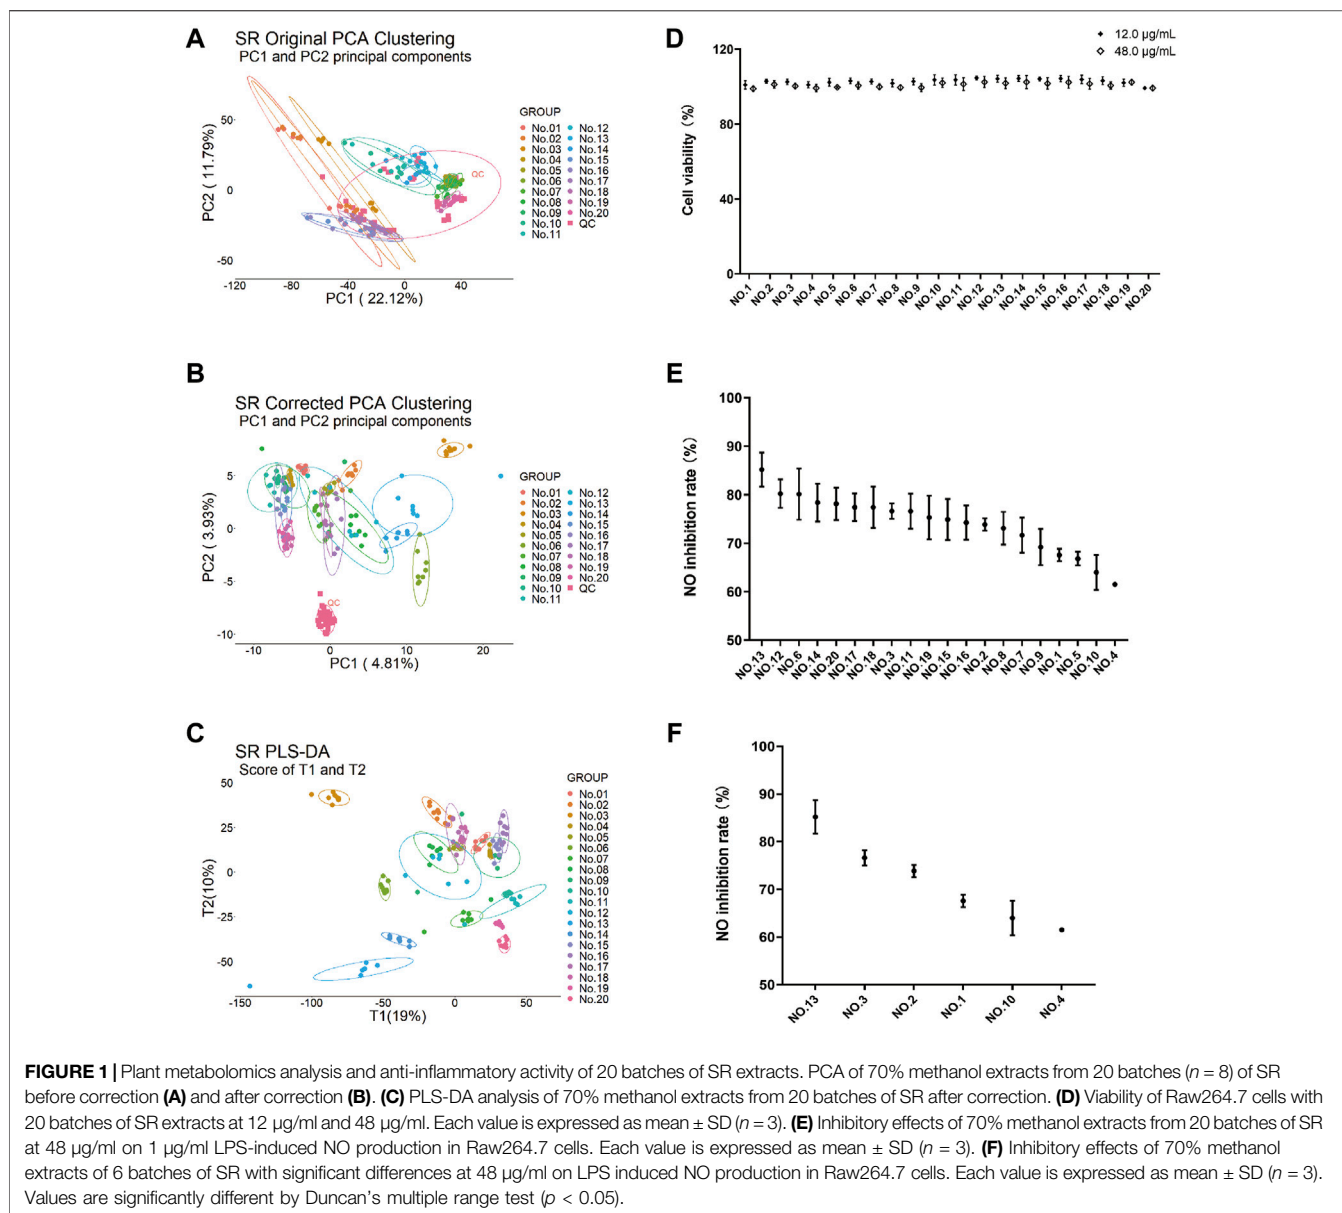 A
SR Original PCA Clustering
PC1 and PC2 principal components
PC2 ( 11.79%)
50
0
-50
-120
-80
-40
0
40
PC1 ( 22.12%)
QC
GROUP
No.01
No.02
No.03
No.04
No.05
No.06
No.07
No.08
No.09
No.10
No.11
No.12
No.13
No.14
No.15
No.16
No.17
No.18
No.19
No.20
QC
D
12.0 µg/mL
48.0 µg/mL
Cell viability (%)
120
80
40
0
NO.1
NO.2
NO.3
NO.4
NO.5
NO.6
NO.7
NO.8
NO.9
NO.10
NO.11
NO.12
NO.13
NO.14
NO.15
NO.16
NO.17
NO.18
NO.19
NO.20
B
SR Corrected PCA Clustering
PC1 and PC2 principal components
PC2 ( 3.93%)
5
0
-5
-10
-10
0
10
20
PC1 ( 4.81%)
QC
GROUP
No.01
No.02
No.03
No.04
No.05
No.06
No.07
No.08
No.09
No.10
No.11
No.12
No.13
No.14
No.15
No.16
No.17
No.18
No.19
No.20
QC
E
NO inhibition rate (%)
100
90
80
70
60
50
NO.13
NO.12
NO.6
NO.14
NO.20
NO.17
NO.18
NO.3
NO.11
NO.19
NO.15
NO.16
NO.2
NO.8
NO.7
NO.9
NO.1
NO.5
NO.10
NO.4
C
SR PLS-DA
Score of T1 and T2
T2(10%)
50
25
0
-25
-50
-150
-100
-50
0
50
T1(19%)
GROUP
No.01
No.02
No.03
No.04
No.05
No.06
No.07
No.08
No.09
No.10
No.11
No.12
No.13
No.14
No.15
No.16
No.17
No.18
No.19
No.20
F
NO inhibition rate (%)
100
90
80
70
60
50
NO.13
NO.3
NO.2
NO.1
NO.10
NO.4
FIGURE 1 | Plant metabolomics analysis and anti-inflammatory activity of 20 batches of SR extracts. PCA of 70% methanol extracts from 20 batches (n = 8) of SR
before correction (A) and after correction (B). (C) PLS-DA analysis of 70% methanol extracts from 20 batches of SR after correction. (D) Viability of Raw264.7 cells with
20 batches of SR extracts at 12 µg/ml and 48 µg/ml. Each value is expressed as mean ± SD (n = 3). (E) Inhibitory effects of 70% methanol extracts from 20 batches of SR
at 48 µg/ml on 1 µg/ml LPS-induced NO production in Raw264.7 cells. Each value is expressed as mean ± SD (n = 3). (F) Inhibitory effects of 70% methanol
extracts of 6 batches of SR with significant differences at 48 µg/ml on LPS induced NO production in Raw264.7 cells. Each value is expressed as mean ± SD (n = 3).
Values are significantly different by Duncan's multiple range test (p < 0.05).